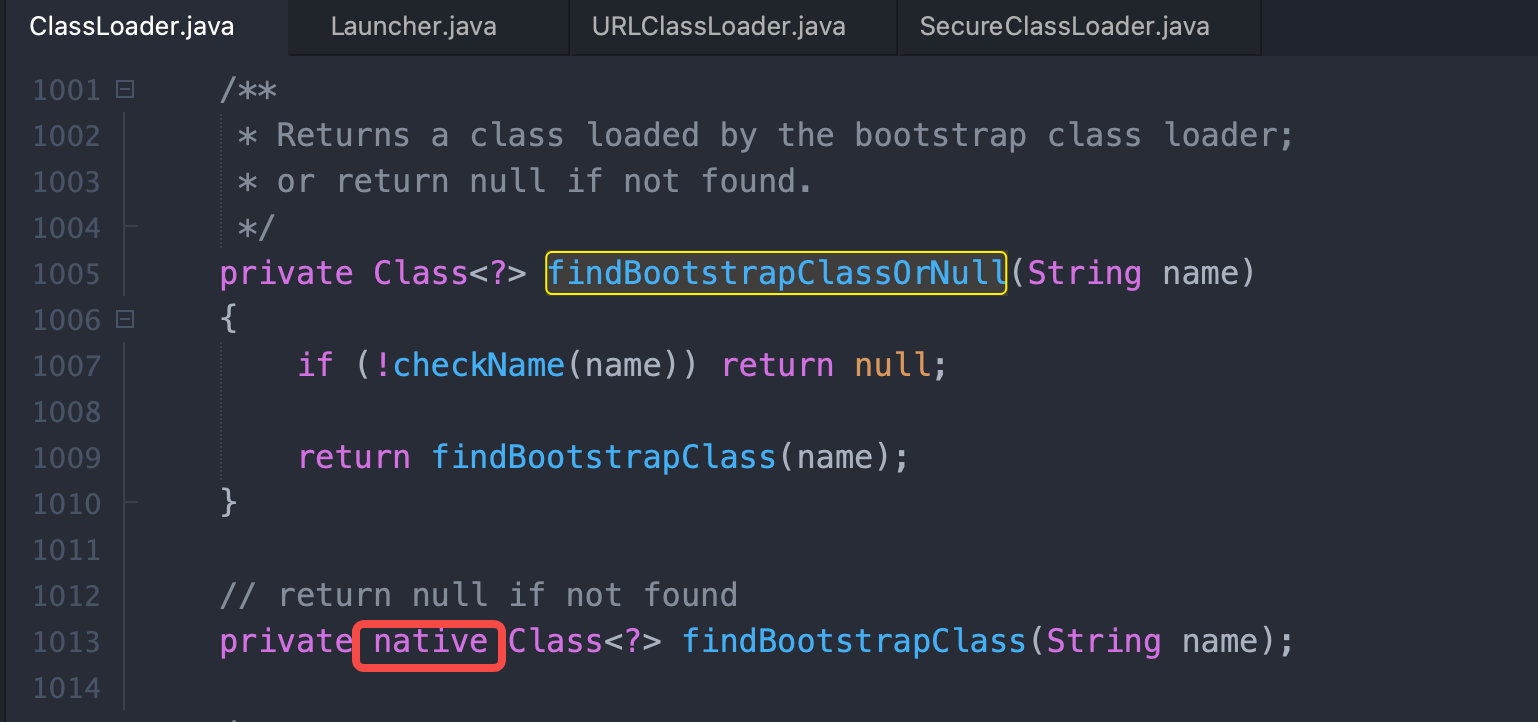 ClassLoader.java Launcher.java URLClassLoader.java SecureClassLoader.java
1001 /**
1002 * Returns a class loaded by the bootstrap class loader;
1003 * or return null if not found.
1004 */
1005 private Class<?> findBootstrapClassOrNull(String name)
1006 {
1007 if (!checkName(name)) return null;
1008
1009 return findBootstrapClass(name);
1010 }
1011
1012 // return null if not found
1013 private native Class<?> findBootstrapClass(String name);
1014